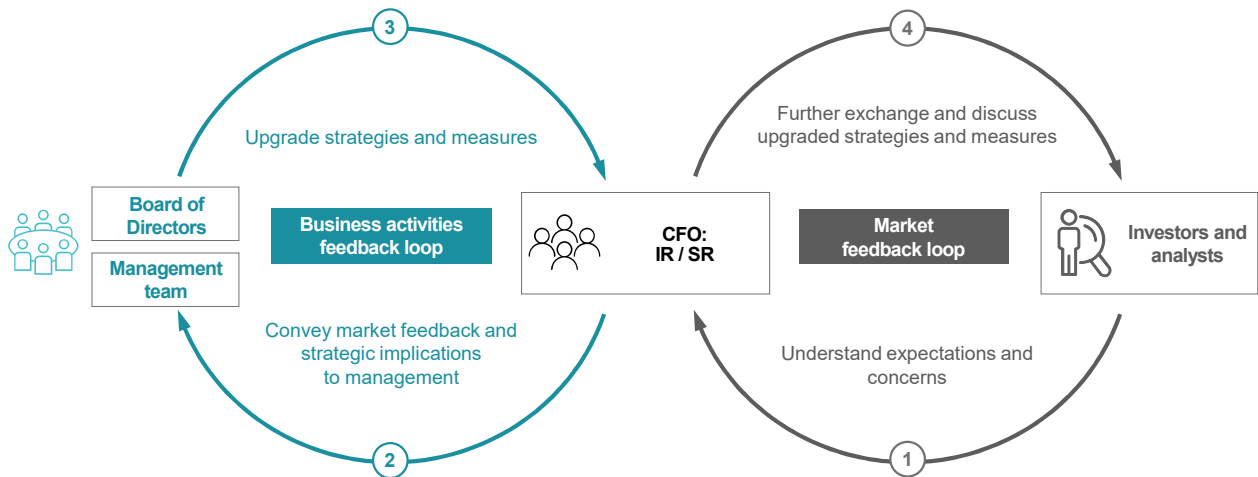 3
4
Upgrade strategies and measures
Further exchange and discuss
upgraded strategies and measures
Board of
Directors
Management
team
Business activities
feedback loop
CFO:
IR / SR
Market
feedback loop
Investors and
analysts
Convey market feedback and
strategic implications
to management
Understand expectations and
concerns
2
1